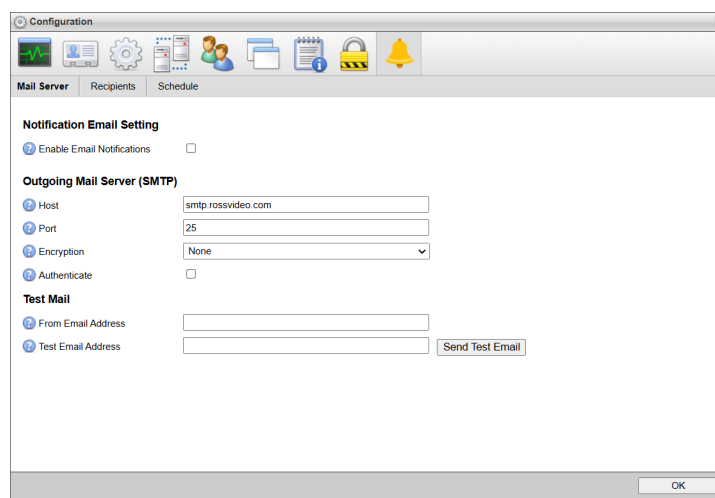 Configuration
Mail Server Recipients Schedule
Notification Email Setting
Enable Email Notifications
Outgoing Mail Server (SMTP)
Host smtp.rossvideo.com
Port 25
Encryption None
Authenticate
Test Mail
From Email Address
Test Email Address Send Test Email
OK